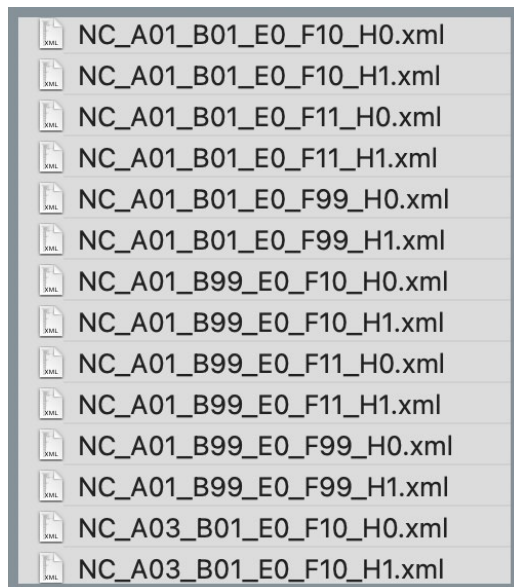 NC_A01_B01_E0_F10_H0.xml
NC_A01_B01_E0_F10_H1.xml
NC_A01_B01_E0_F11_H0.xml
NC_A01_B01_E0_F11_H1.xml
NC_A01_B01_E0_F99_H0.xml
NC_A01_B01_E0_F99_H1.xml
NC_A01_B99_E0_F10_H0.xml
NC_A01_B99_E0_F10_H1.xml
NC_A01_B99_E0_F11_H0.xml
NC_A01_B99_E0_F11_H1.xml
NC_A01_B99_E0_F99_H0.xml
NC_A01_B99_E0_F99_H1.xml
NC_A03_B01_E0_F10_H0.xml
NC_A03_B01_E0_F10_H1.xml